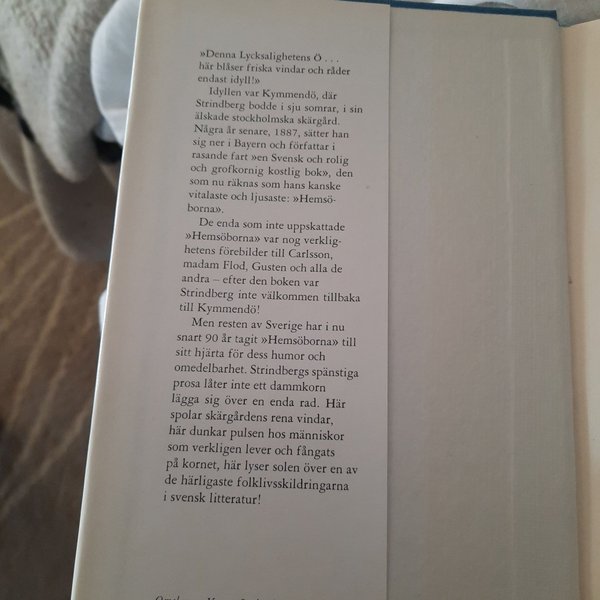 »Denna Lycksalighetens Ö . . .
här blåser friska vindar och råder
endast idyll!»
Idyllen var Kymmendö, där
Strindberg bodde i sju somrar, i sin
älskade stockholmska skärgård.
Några år senare, 1887, sätter han
sig ner i Bayern och författar i
rasande fart »en Svensk och rolig
och grofkornig kostlig bok», den
som nu räknas som hans kanske
vitalaste och ljusaste: »Hemsö-
borna».
De enda som inte uppskattade
»Hemsöborna» var nog verklig-
hetens förebilder till Carlsson,
madam Flod, Gusten och alla de
andra – efter den boken var
Strindberg inte välkommen tillbaka
till Kymmendö!
Men resten av Sverige har i nu
snart 90 år tagit »Hemsöborna» till
sitt hjärta för dess humor och
omedelbarhet. Strindbergs spänstiga
prosa låter inte ett dammkorn
lägga sig över en enda rad. Här
spolar skärgårdens rena vindar,
här dunkar pulsen hos människor
som verkligen lever och fångats
på kornet, här lyser solen över en av
de härligaste folklivsskildringarna
i svensk litteratur!